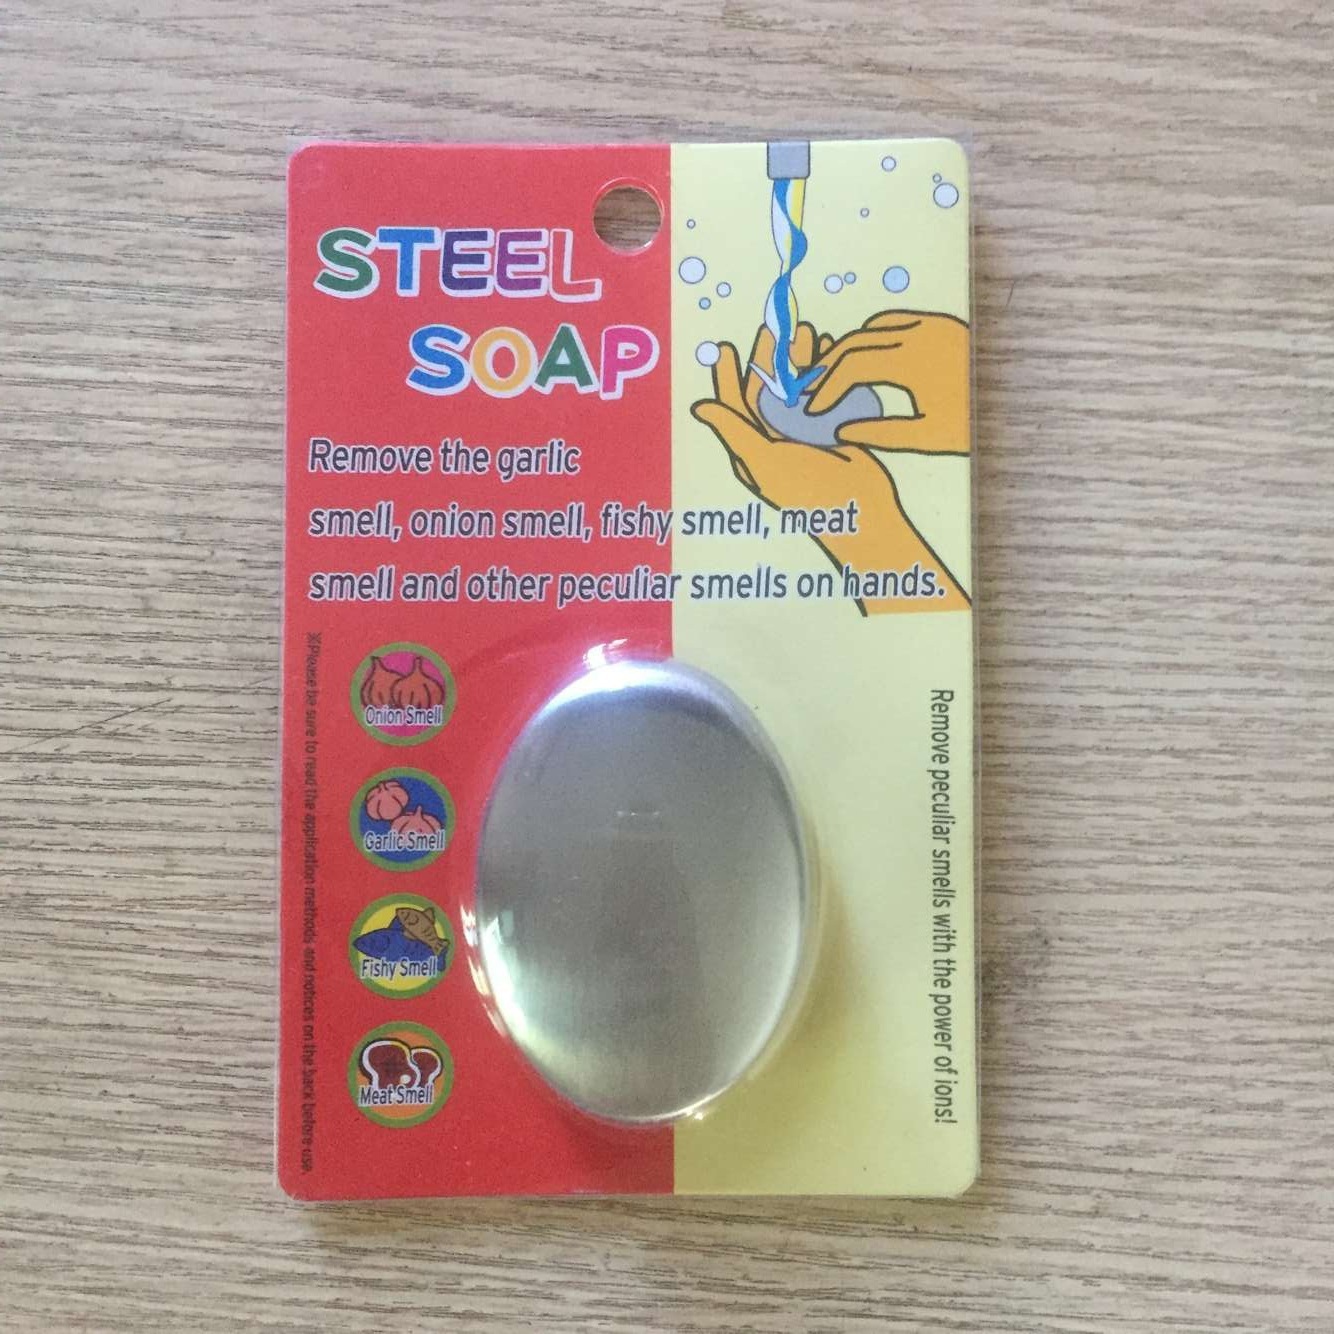 STEEL
SOAP
Remove the garlic
smell, onion smell, fishy smell, meat
smell and other peculiar smells on hands.
Onion Smell
Garlic Smell
Fishy Smell
Meat Smell
※Please be sure to read the application methods and notices on the back before use.
Remove peculiar smells with the power of ions!